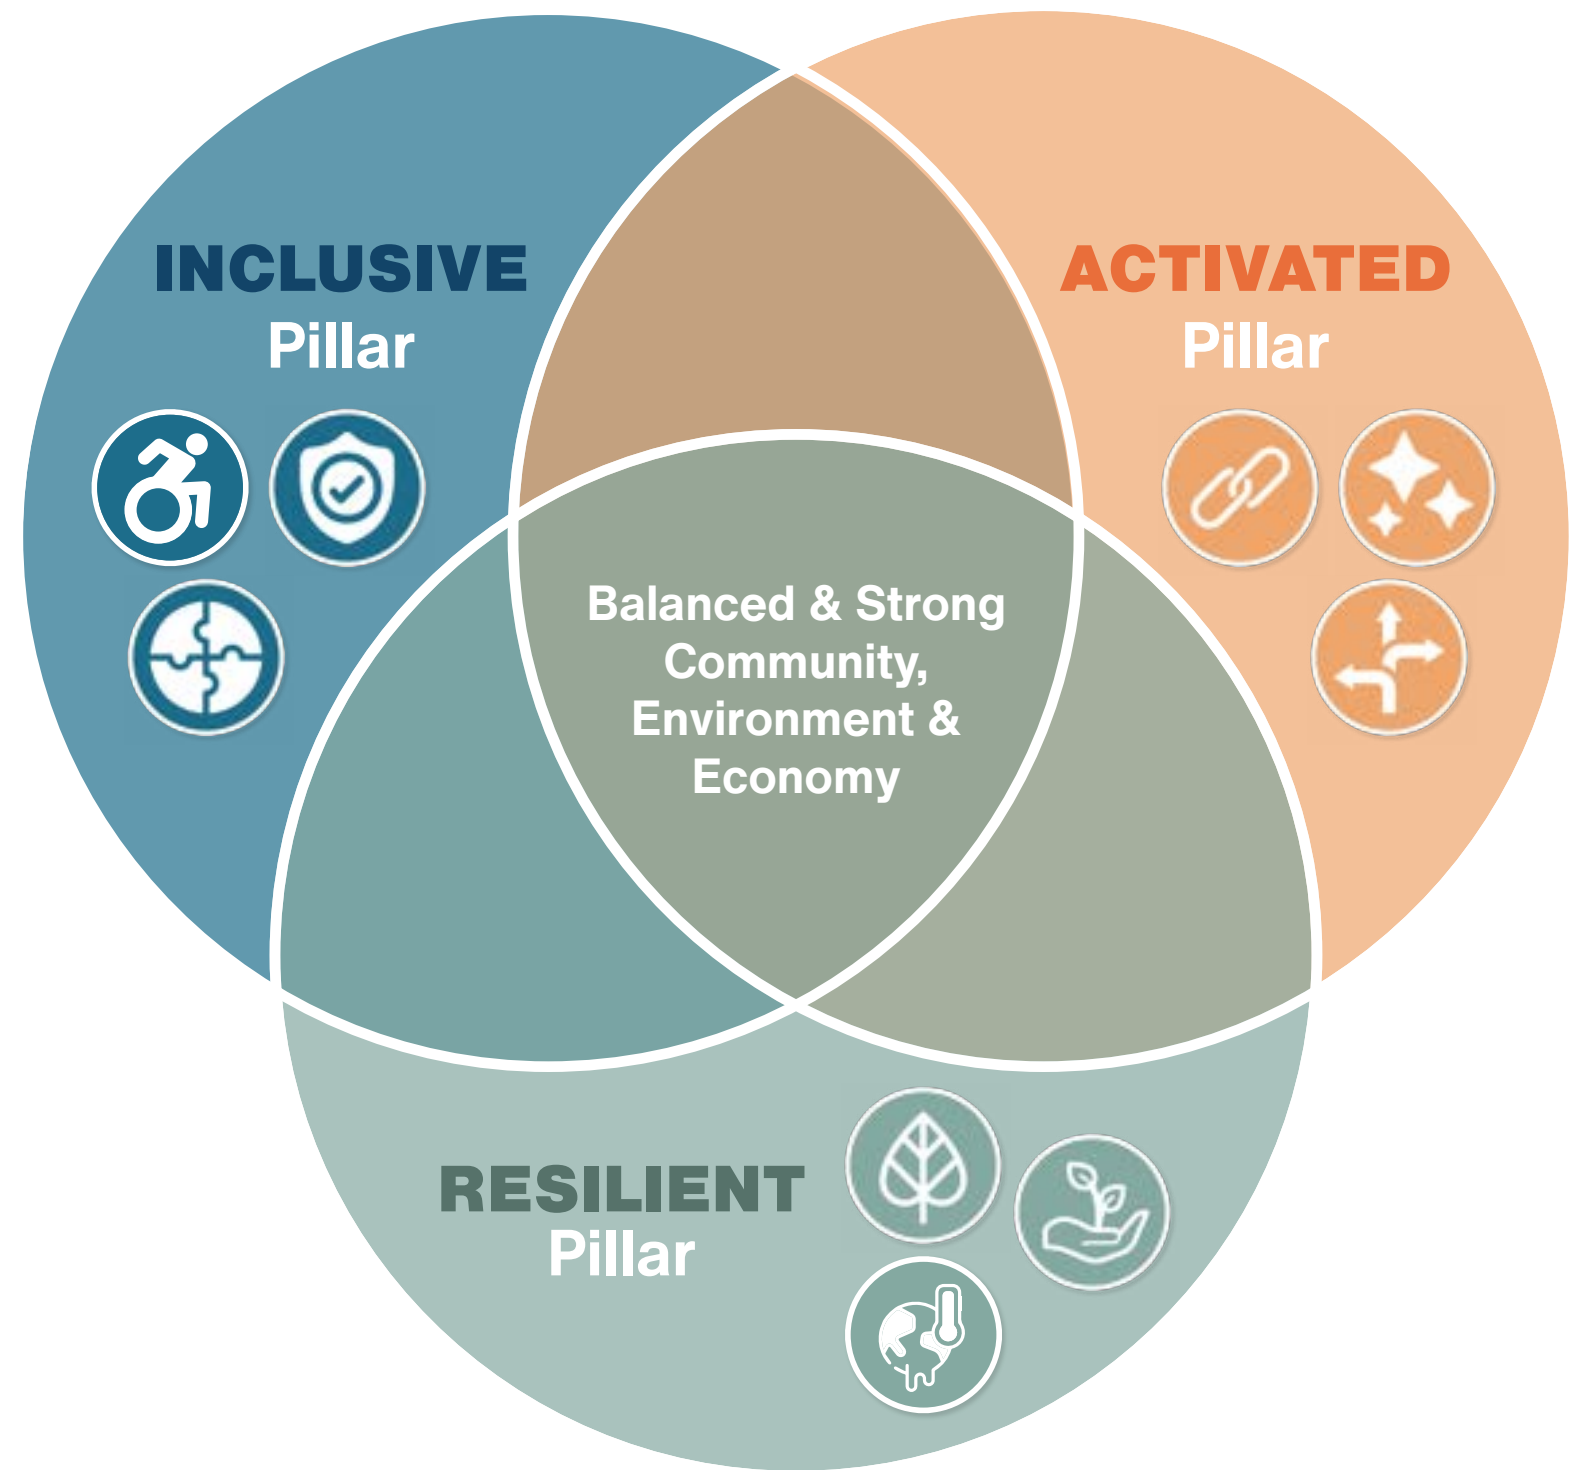 INCLUSIVE
Pillar
ACTIVATED
Pillar
Balanced & Strong
Community,
Environment &
Economy
RESILIENT
Pillar